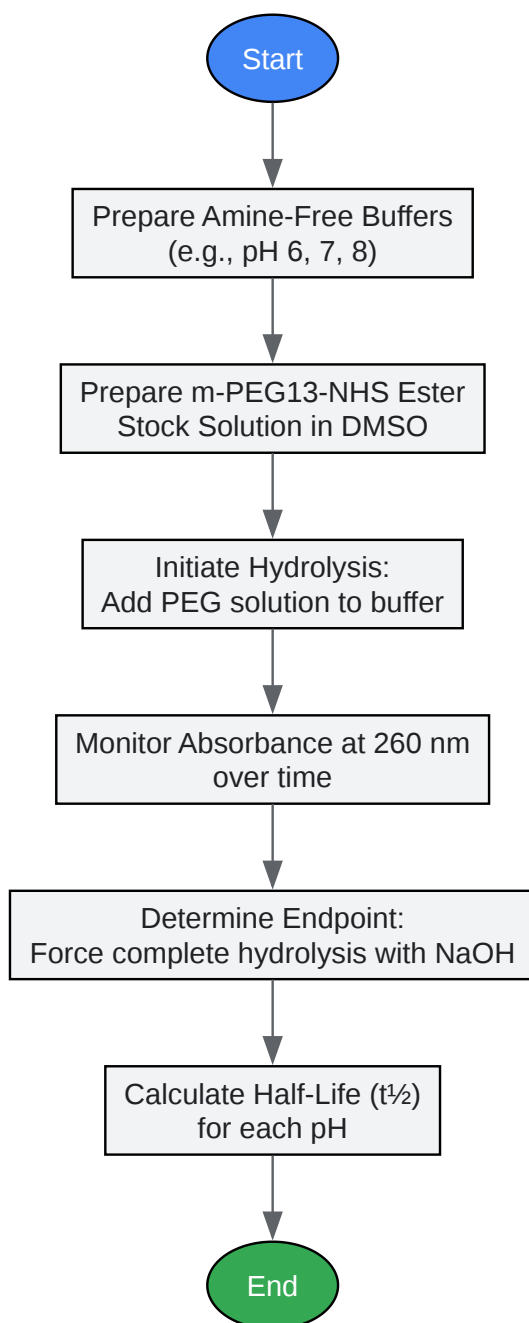 Start
Prepare Amine-Free Buffers
(e.g., pH 6, 7, 8)
Prepare m-PEG13-NHS Ester
Stock Solution in DMSO
Initiate Hydrolysis:
Add PEG solution to buffer
Monitor Absorbance at 260 nm
over time
Determine Endpoint:
Force complete hydrolysis with NaOH
Calculate Half-Life (t½)
for each pH
End